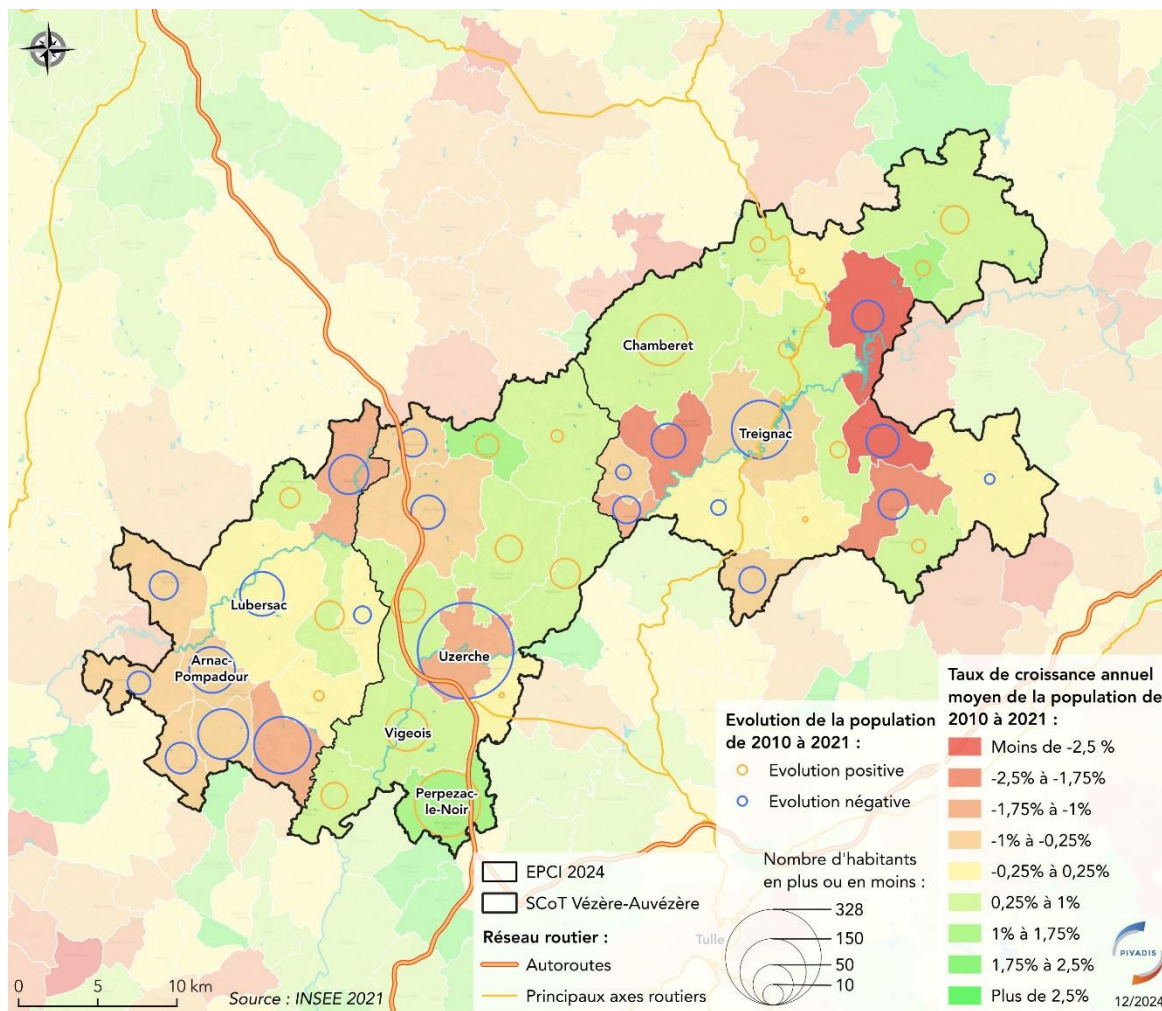 Chamberet
Treignac
Lubersac
Arnac-
Pompadour
Uzerche
Vigeois
Perpezac-
le-Noir
Tulle
Evolution de la population
de 2010 à 2021 :
Evolution positive
Evolution négative
EPCI 2024
SCoT Vézère-Auvézère
Réseau routier :
Autoroutes
Principaux axes routiers
Nombre d'habitants
en plus ou en moins :
328
150
50
10
Taux de croissance annuel
moyen de la population de
2010 à 2021 :
Moins de -2,5 %
-2,5% à -1,75%
-1,75% à -1%
-1% à -0,25%
-0,25% à 0,25%
0,25% à 1%
1% à 1,75%
1,75% à 2,5%
Plus de 2,5%
PIVADIS
12/2024
0 5 10 km
Source : INSEE 2021